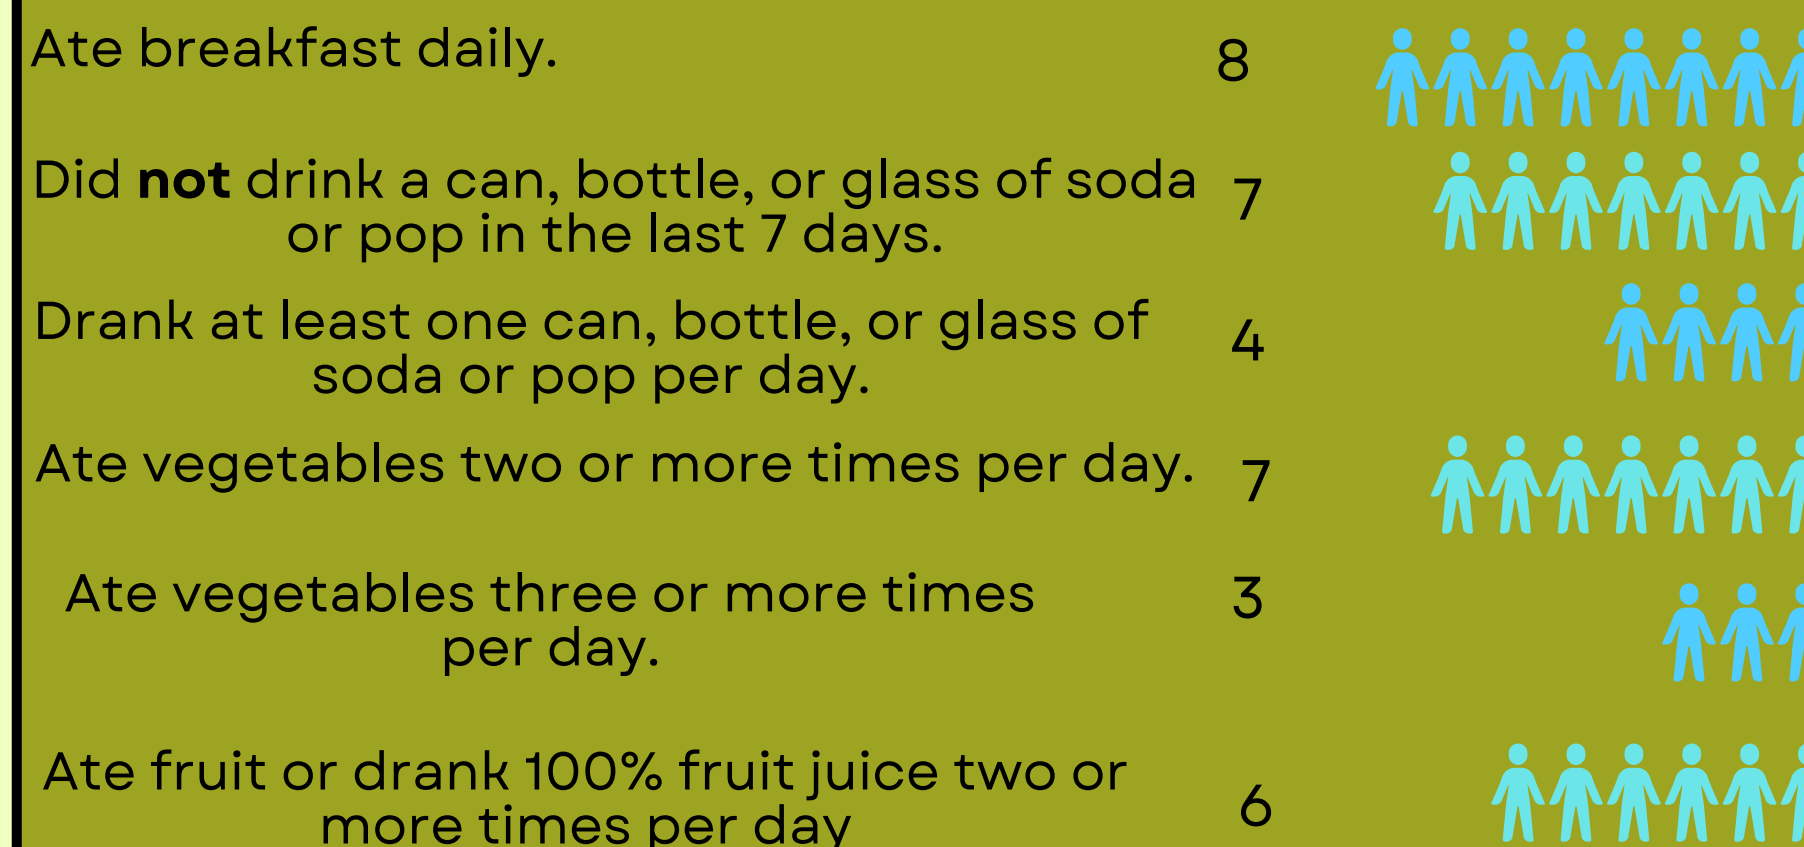 Ate breakfast daily.
8
Did not drink a can, bottle, or glass of soda
or pop in the last 7 days.
7
Drank at least one can, bottle, or glass of
soda or pop per day.
4
Ate vegetables two or more times per day.
7
Ate vegetables three or more times
per day.
3
Ate fruit or drank 100% fruit juice two or
more times per day
6